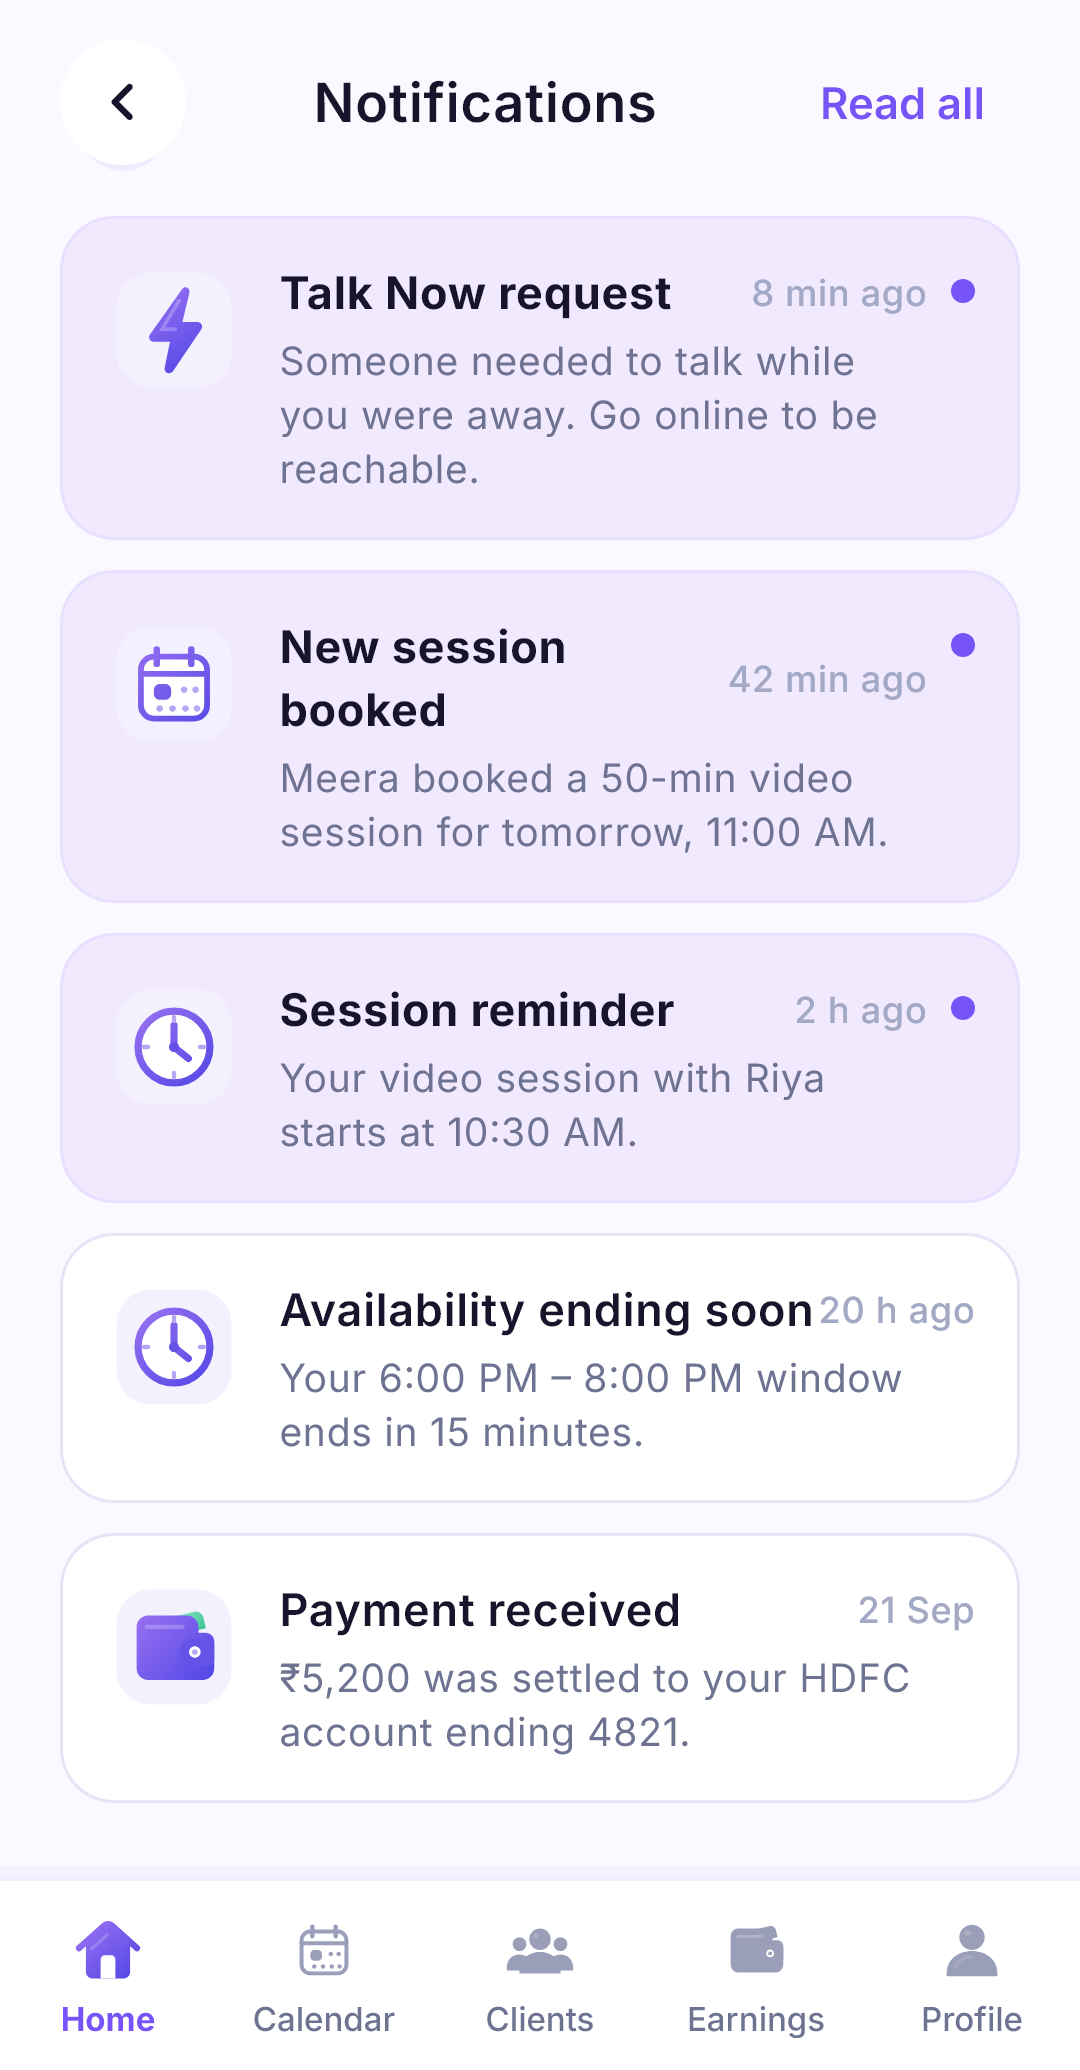 Notifications
Read all
Talk Now request
8 min ago
Someone needed to talk while
you were away. Go online to be
reachable.
New session
booked
42 min ago
Meera booked a 50-min video
session for tomorrow, 11:00 AM.
Session reminder
2 h ago
Your video session with Riya
starts at 10:30 AM.
Availability ending soon
20 h ago
Your 6:00 PM – 8:00 PM window
ends in 15 minutes.
Payment received
21 Sep
₹5,200 was settled to your HDFC
account ending 4821.
Home
Calendar
Clients
Earnings
Profile